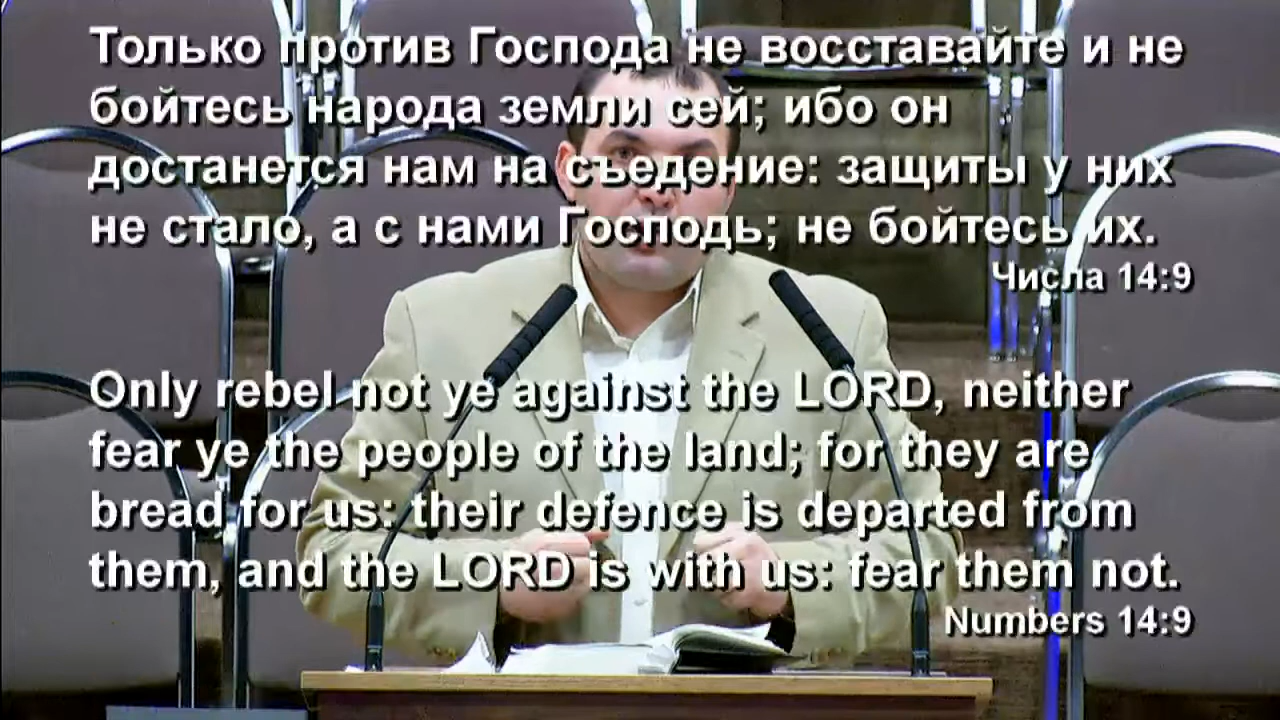 Только против Господа не восставайте и не
бойтесь народа земли сей; ибо он
достанется нам на съедение: защиты у них
не стало, а с нами Господь; не бойтесь их.
Числа 14:9
Only rebel not ye against the LORD, neither
fear ye the people of the land; for they are
bread for us: their defence is departed from
them, and the LORD is with us: fear them not.
Numbers 14:9